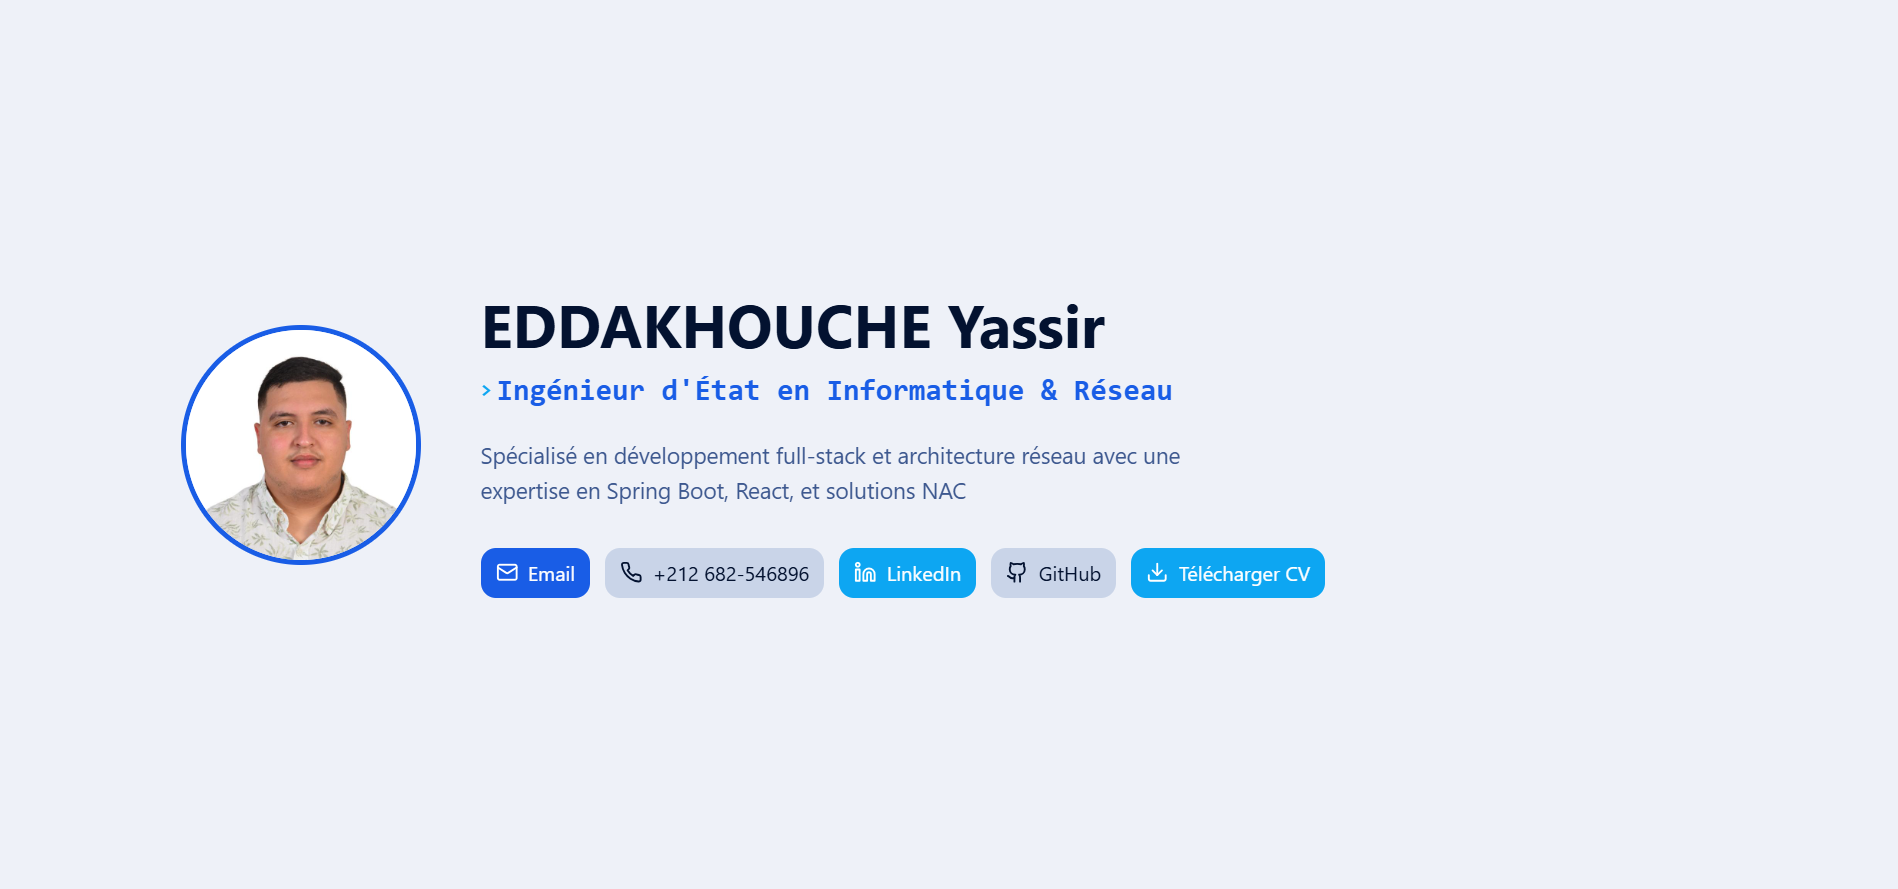 EDDAKHOUCHE Yassir
› Ingénieur d'État en Informatique & Réseau
Spécialisé en développement full-stack et architecture réseau avec une
expertise en Spring Boot, React, et solutions NAC
Email
+212 682-546896
LinkedIn
GitHub
Télécharger CV